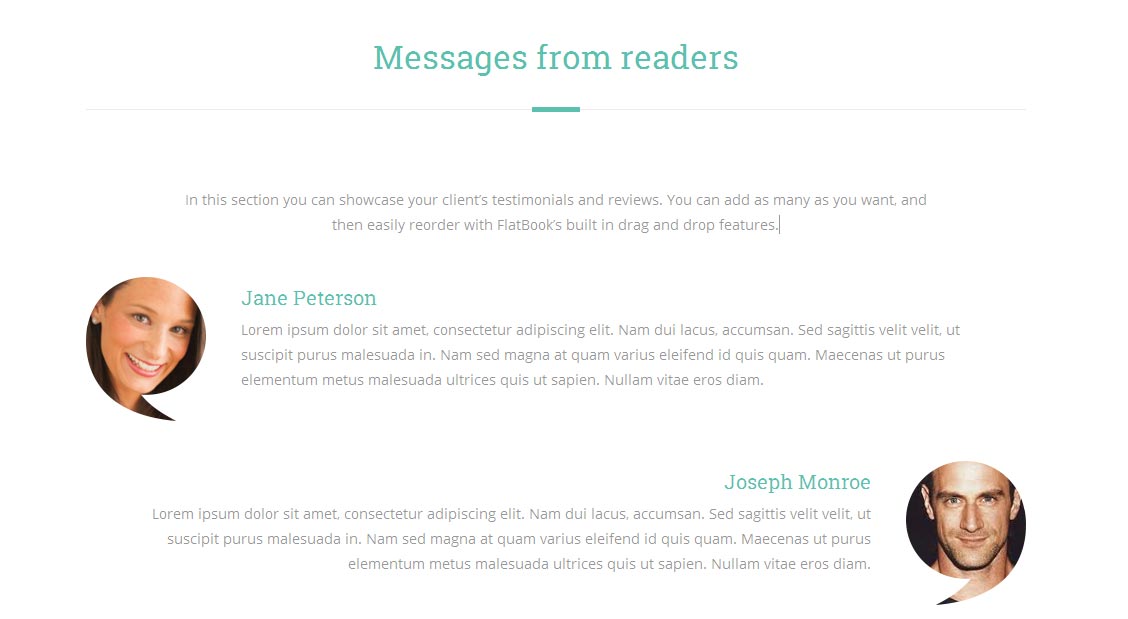 Messages from readers
In this section you can showcase your client’s testimonials and reviews. You can add as many as you want, and
then easily reorder with FlatBook’s built in drag and drop features.
Jane Peterson
Lorem ipsum dolor sit amet, consectetur adipiscing elit. Nam dui lacus, accumsan. Sed sagittis velit velit, ut
suscipit purus malesuada in. Nam sed magna at quam varius eleifend id quis quam. Maecenas ut purus
elementum metus malesuada ultrices quis ut sapien. Nullam vitae eros diam.
Joseph Monroe
Lorem ipsum dolor sit amet, consectetur adipiscing elit. Nam dui lacus, accumsan. Sed sagittis velit velit, ut
suscipit purus malesuada in. Nam sed magna at quam varius eleifend id quis quam. Maecenas ut purus
elementum metus malesuada ultrices quis ut sapien. Nullam vitae eros diam.